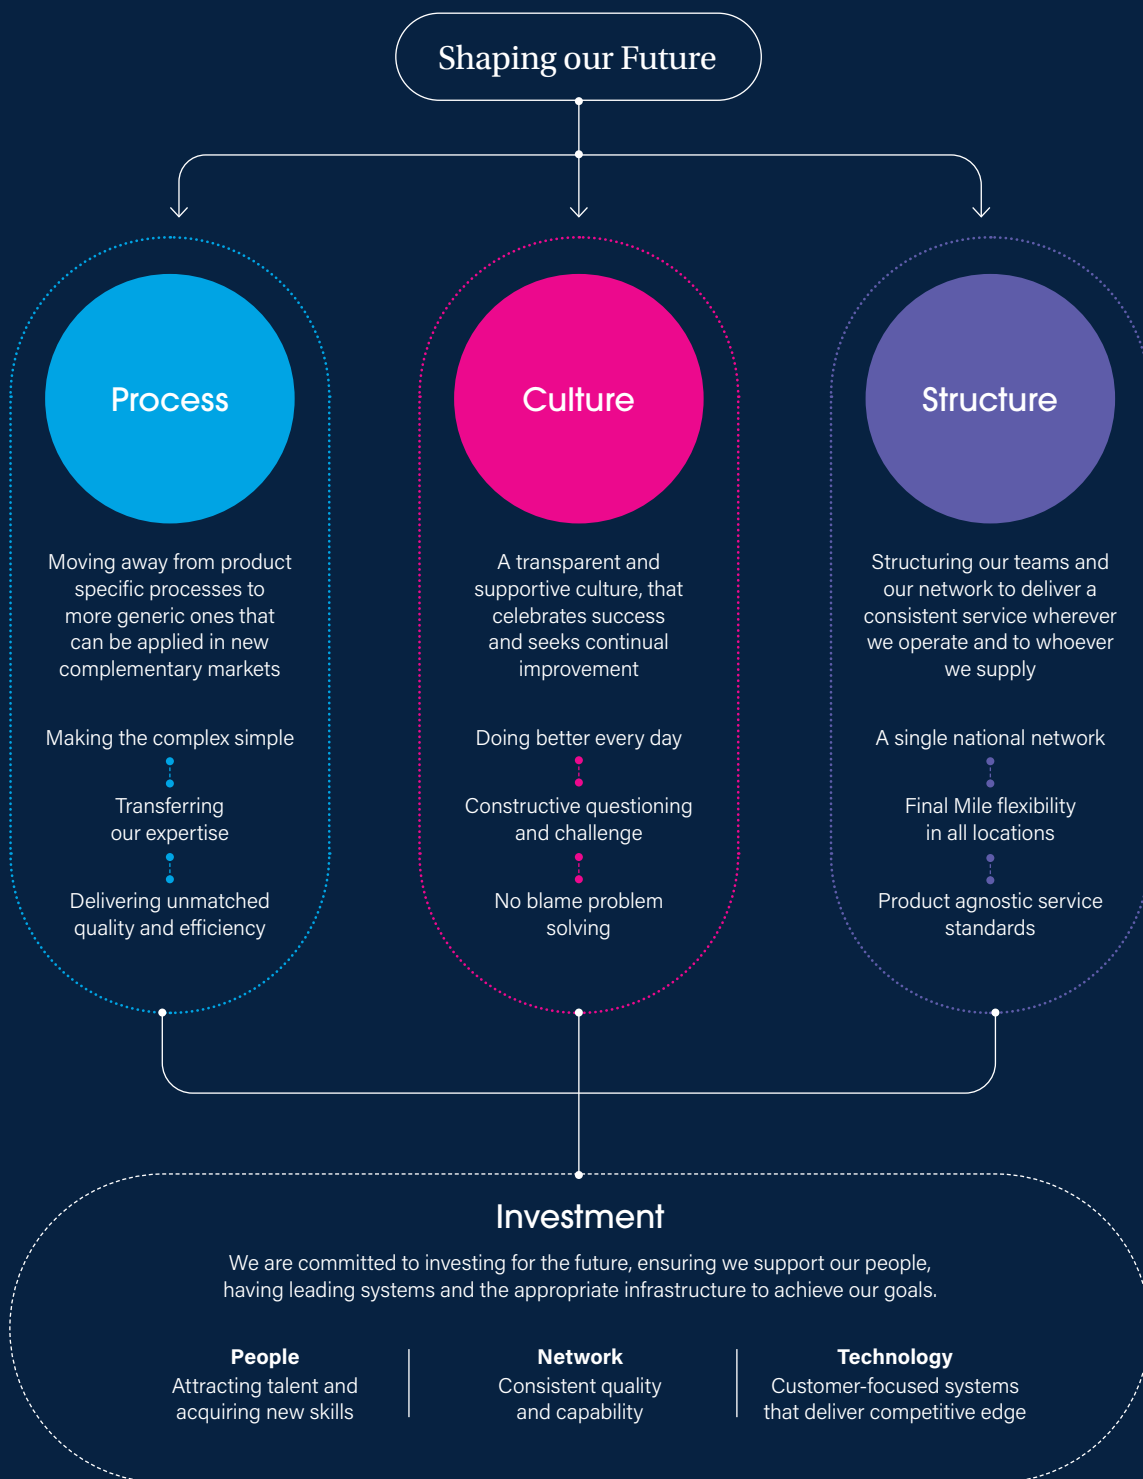 Shaping our Future
Process
Moving away from product
specific processes to
more generic ones that
can be applied in new
complementary markets
Making the complex simple
Transferring
our expertise
Delivering unmatched
quality and efficiency
Culture
A transparent and
supportive culture, that
celebrates success
and seeks continual
improvement
Doing better every day
Constructive questioning
and challenge
No blame problem
solving
Structure
Structuring our teams and
our network to deliver a
consistent service wherever
we operate and to whoever
we supply
A single national network
Final Mile flexibility
in all locations
Product agnostic service
standards
Investment
We are committed to investing for the future, ensuring we support our people,
having leading systems and the appropriate infrastructure to achieve our goals.
People
Attracting talent and
acquiring new skills
Network
Consistent quality
and capability
Technology
Customer-focused systems
that deliver competitive edge